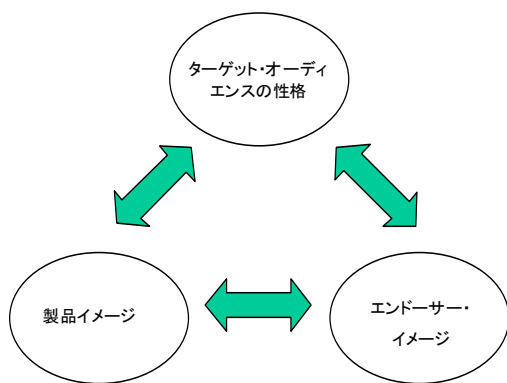 ターゲット・オーディ
エンスの性格
製品イメージ
エンドーサー・
イメージ